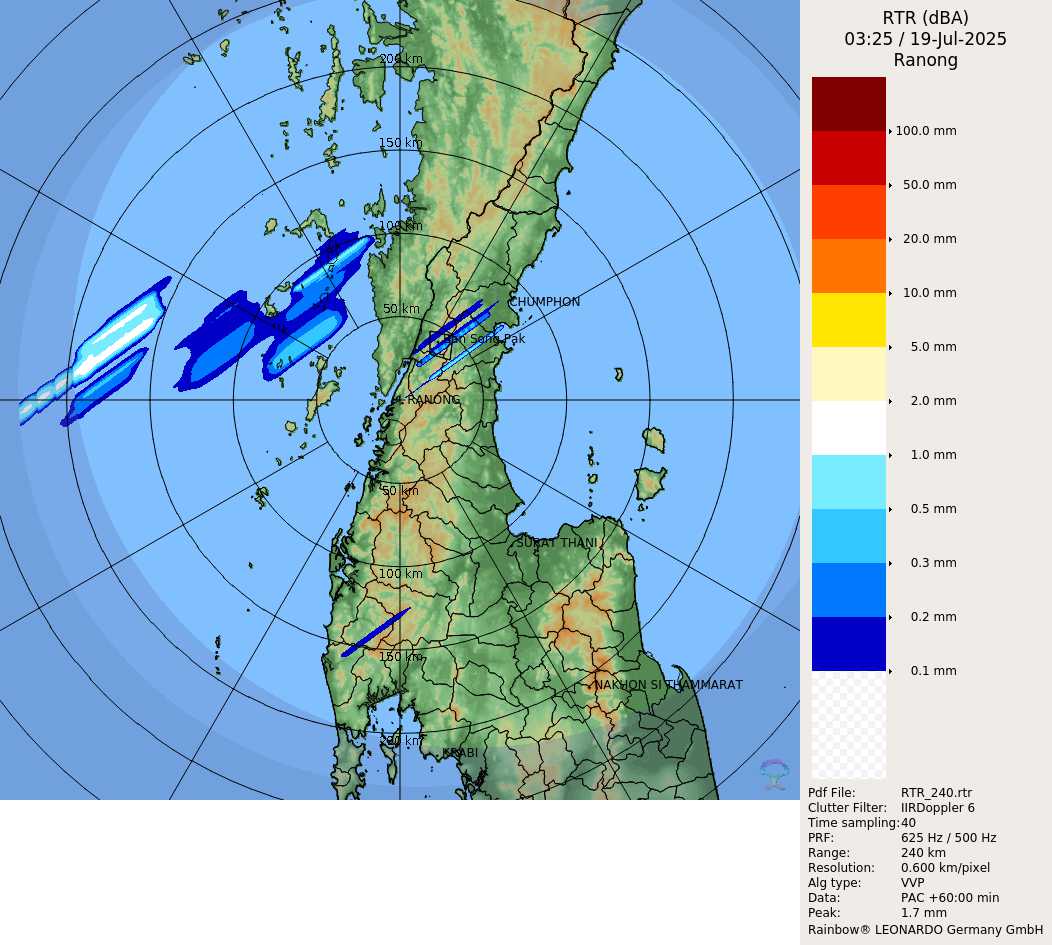 RTR (dBA)
03:25 / 19-Jul-2025
Ranong
200 km
150 km
100 km
50 km
CHUMPHON
Ban Song Pak
RANONG
50 km
SURAT THANI
100 km
150 km
NAKHON SI THAMMARAT
200 km
KRABI
100.0 mm
50.0 mm
20.0 mm
10.0 mm
5.0 mm
2.0 mm
1.0 mm
0.5 mm
0.3 mm
0.2 mm
0.1 mm
Pdf File: RTR_240.rtr
Clutter Filter: IIRDoppler 6
Time sampling:40
PRF: 625 Hz / 500 Hz
Range: 240 km
Resolution: 0.600 km/pixel
Alg type: VVP
Data: PAC +60:00 min
Peak: 1.7 mm
Rainbow® LEONARDO Germany GmbH